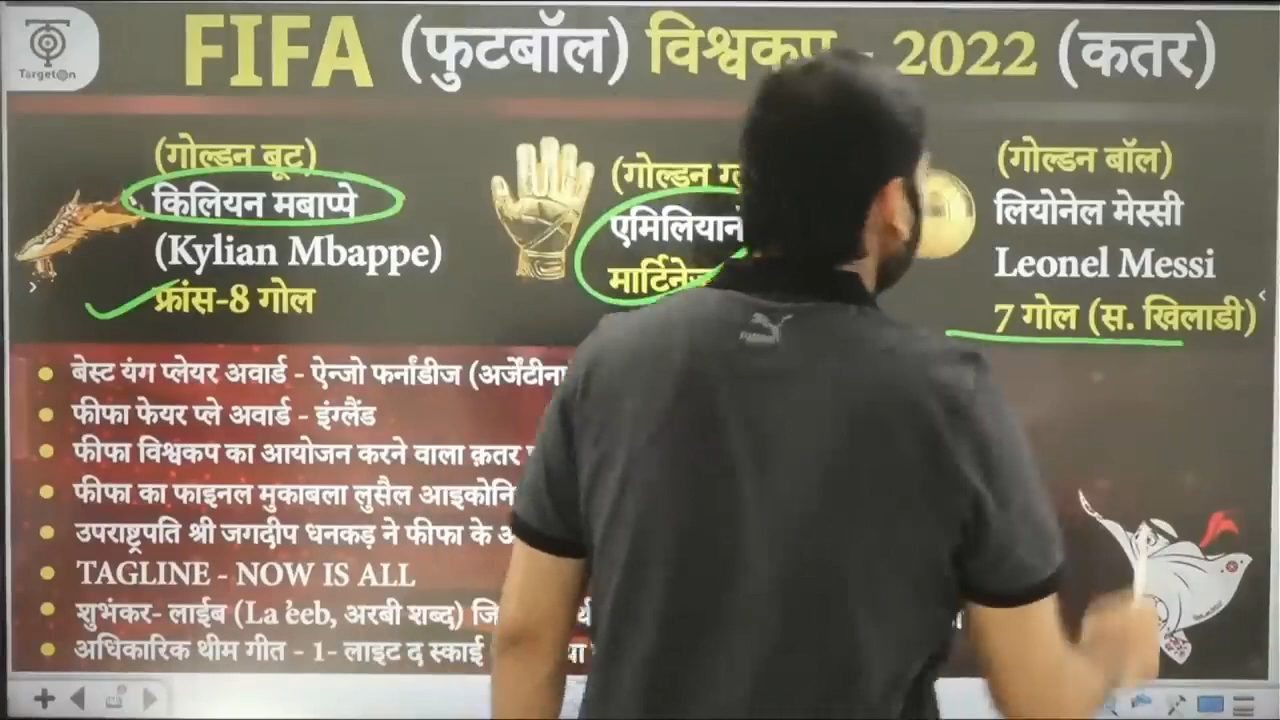 Target@n
FIFA (फुटबॉल) विश्वकप - 2022 (कतर)
(गोल्डन बूट)
किलियन मबाप्पे
(Kylian Mbappe)
फ्रांस-8 गोल
(गोल्डन
एमिलियानो
मार्टिनेज
(गोल्डन बॉल)
लियोनेल मेस्सी
Leonel Messi
7 गोल (स. खिलाडी)
बेस्ट यंग प्लेयर अवार्ड - ऐन्जो फर्नांडीज (अर्जेंटीना
फीफा फेयर प्ले अवार्ड - इंग्लैंड
फीफा विश्वकप का आयोजन करने वाला क़तर
फीफा का फाइनल मुकाबला लुसैल
उपराष्ट्रपति श्री जगदीप धनकड़ ने फीफा के
TAGLINE - NOW IS ALL
शुभंकर- लाईब (La'eeb, अरबी शब्द)
अधिकारिक थीम गीत - 1- लाइट द स्काई